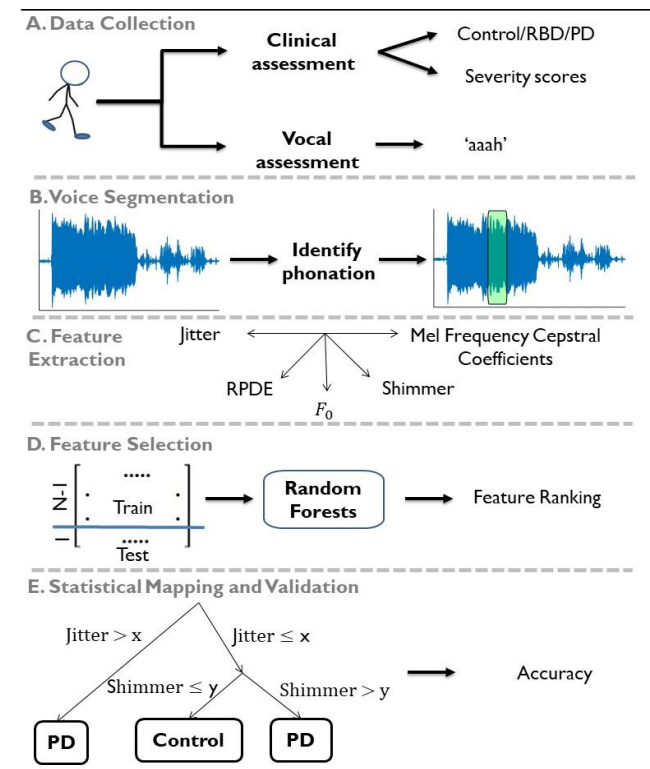 A. Data Collection
Clinical
assessment
Control/RBD/PD
Severity scores
Vocal
assessment
‘aaah’
B. Voice Segmentation
Identify
phonation
C. Feature
Extraction
Jitter
Mel Frequency Cepstral
Coefficients
RPDE
F₀
Shimmer
D. Feature Selection
N-1
.....
Train
1
.....
Test
Random
Forests
Feature Ranking
E. Statistical Mapping and Validation
Jitter > x
Jitter ≤ x
Shimmer ≤ y
Shimmer > y
Accuracy
PD
Control
PD